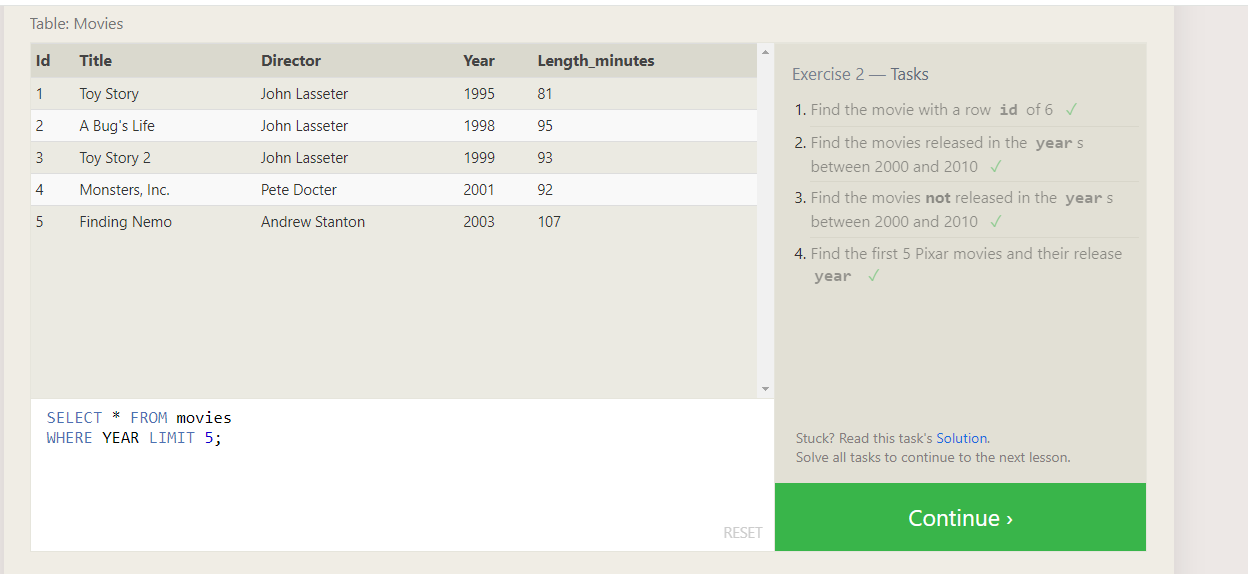 Table: Movies
Id Title Director Year Length_minutes
1 Toy Story John Lasseter 1995 81
2 A Bug's Life John Lasseter 1998 95
3 Toy Story 2 John Lasseter 1999 93
4 Monsters, Inc. Pete Docter 2001 92
5 Finding Nemo Andrew Stanton 2003 107
SELECT * FROM movies
WHERE YEAR LIMIT 5;
RESET
Exercise 2 — Tasks
1. Find the movie with a row id of 6 ✓
2. Find the movies released in the year s
between 2000 and 2010 ✓
3. Find the movies not released in the year s
between 2000 and 2010 ✓
4. Find the first 5 Pixar movies and their release
year ✓
Stuck? Read this task's Solution.
Solve all tasks to continue to the next lesson.
Continue ›